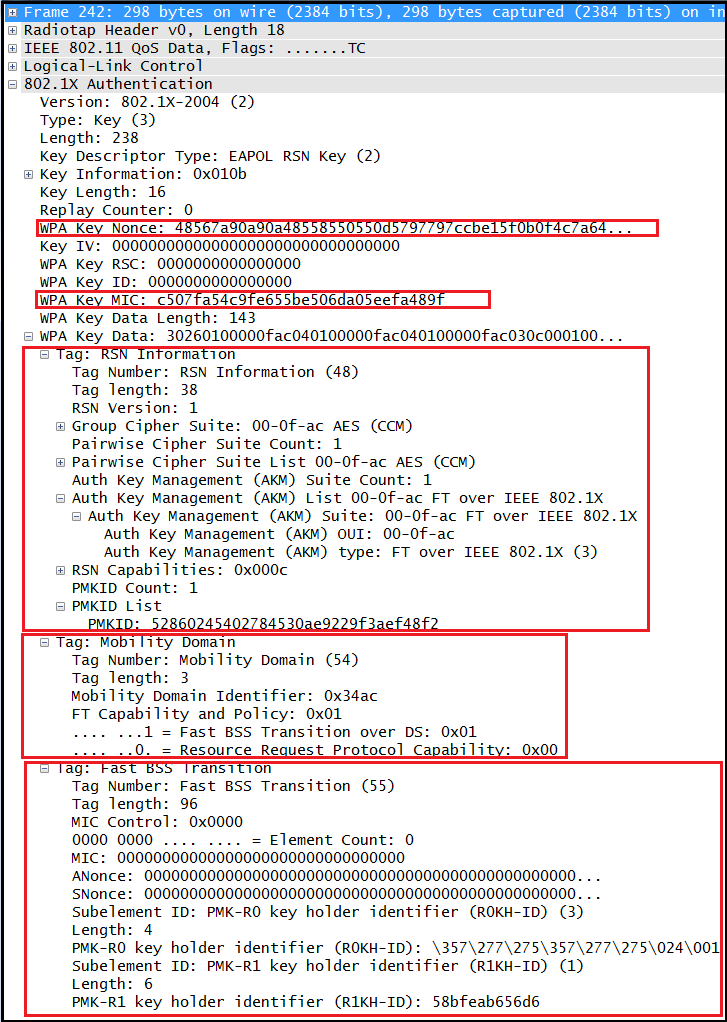 Frame 242: 298 bytes on wire (2384 bits), 298 bytes captured (2384 bits) on in
Radiotap Header v0, Length 18
IEEE 802.11 QoS Data, Flags: .......TC
Logical-Link Control
802.1X Authentication
Version: 802.1X-2004 (2)
Type: Key (3)
Length: 238
Key Descriptor Type: EAPOL RSN Key (2)
Key Information: 0x010b
Key Length: 16
Replay Counter: 0
WPA Key Nonce: 48567a90a90a48558550550d5797797ccbe15f0b0f4c7a64...
Key IV: 00000000000000000000000000000000
WPA Key RSC: 0000000000000000
WPA Key ID: 0000000000000000
WPA Key MIC: c507fa54c9fe655be506da05eefa489f
WPA Key Data Length: 143
WPA Key Data: 30260100000fac040100000fac040100000fac030c000100...
Tag: RSN Information
Tag Number: RSN Information (48)
Tag length: 38
RSN Version: 1
Group Cipher Suite: 00-0f-ac AES (CCM)
Pairwise Cipher Suite Count: 1
Pairwise Cipher Suite List 00-0f-ac AES (CCM)
Auth Key Management (AKM) Suite Count: 1
Auth Key Management (AKM) List 00-0f-ac FT over IEEE 802.1X
Auth Key Management (AKM) Suite: 00-0f-ac FT over IEEE 802.1X
Auth Key Management (AKM) OUI: 00-0f-ac
Auth Key Management (AKM) type: FT over IEEE 802.1X (3)
RSN Capabilities: 0x000c
PMKID Count: 1
PMKID List
PMKID: 52860245402784530ae9229f3aef48f2
Tag: Mobility Domain
Tag Number: Mobility Domain (54)
Tag length: 3
Mobility Domain Identifier: 0x34ac
FT Capability and Policy: 0x01
.... ...1 = Fast BSS Transition over DS: 0x01
.... ..0. = Resource Request Protocol Capability: 0x00
Tag: Fast BSS Transition
Tag Number: Fast BSS Transition (55)
Tag length: 96
MIC Control: 0x0000
0000 0000 .... .... = Element Count: 0
MIC: 00000000000000000000000000000000
ANonce: 000000000000000000000000000000000000000000000000...
SNonce: 000000000000000000000000000000000000000000000000...
Subelement ID: PMK-R0 key holder identifier (R0KH-ID) (3)
Length: 4
PMK-R0 key holder identifier (R0KH-ID): \357\277\275\357\277\275\024\001
Subelement ID: PMK-R1 key holder identifier (R1KH-ID) (1)
Length: 6
PMK-R1 key holder identifier (R1KH-ID): 58bfeab656d6